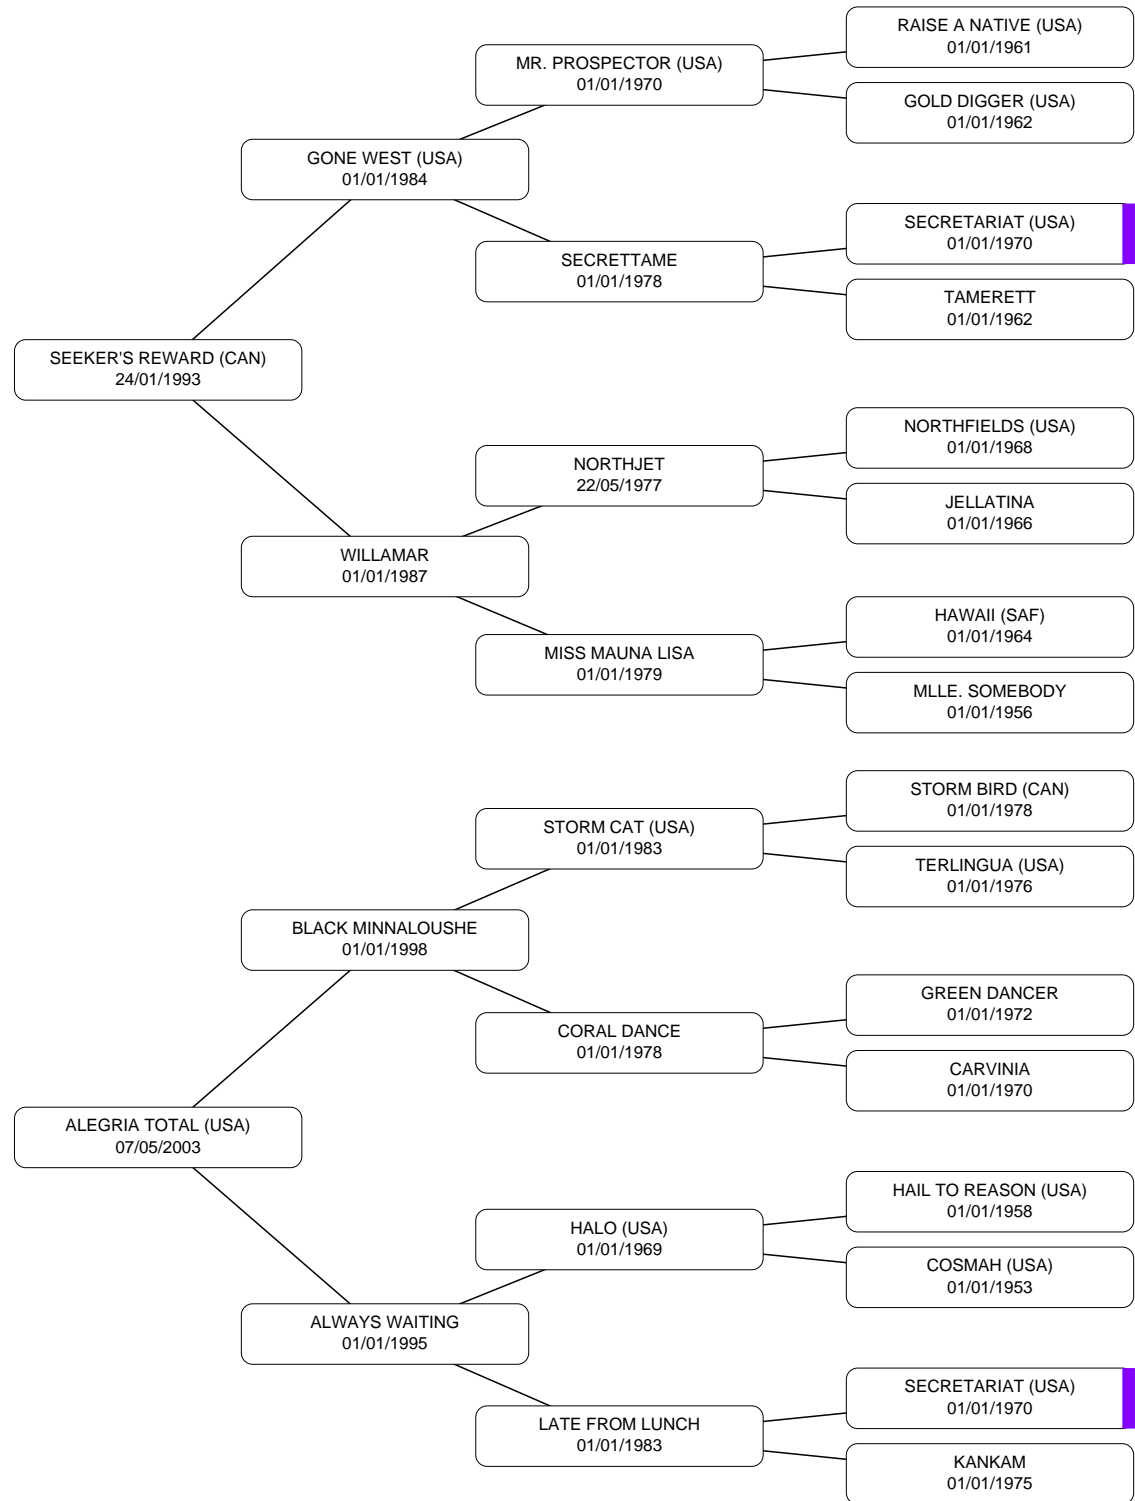 RAISE A NATIVE (USA)
01/01/1961
MR. PROSPECTOR (USA)
01/01/1970
GOLD DIGGER (USA)
01/01/1962
GONE WEST (USA)
01/01/1984
SECRETARIAT (USA)
01/01/1970
SECRETTAME
01/01/1978
TAMERETT
01/01/1962
SEEKER'S REWARD (CAN)
24/01/1993
NORTHFIELDS (USA)
01/01/1968
NORTHJET
22/05/1977
JELLATINA
01/01/1966
WILLAMAR
01/01/1987
HAWAII (SAF)
01/01/1964
MISS MAUNA LISA
01/01/1979
MLLE. SOMEBODY
01/01/1956
STORM BIRD (CAN)
01/01/1978
STORM CAT (USA)
01/01/1983
TERLINGUA (USA)
01/01/1976
BLACK MINNALOUSHE
01/01/1998
GREEN DANCER
01/01/1972
CORAL DANCE
01/01/1978
CARVINIA
01/01/1970
ALEGRIA TOTAL (USA)
07/05/2003
HAIL TO REASON (USA)
01/01/1958
HALO (USA)
01/01/1969
COSMAH (USA)
01/01/1953
ALWAYS WAITING
01/01/1995
SECRETARIAT (USA)
01/01/1970
LATE FROM LUNCH
01/01/1983
KANKAM
01/01/1975